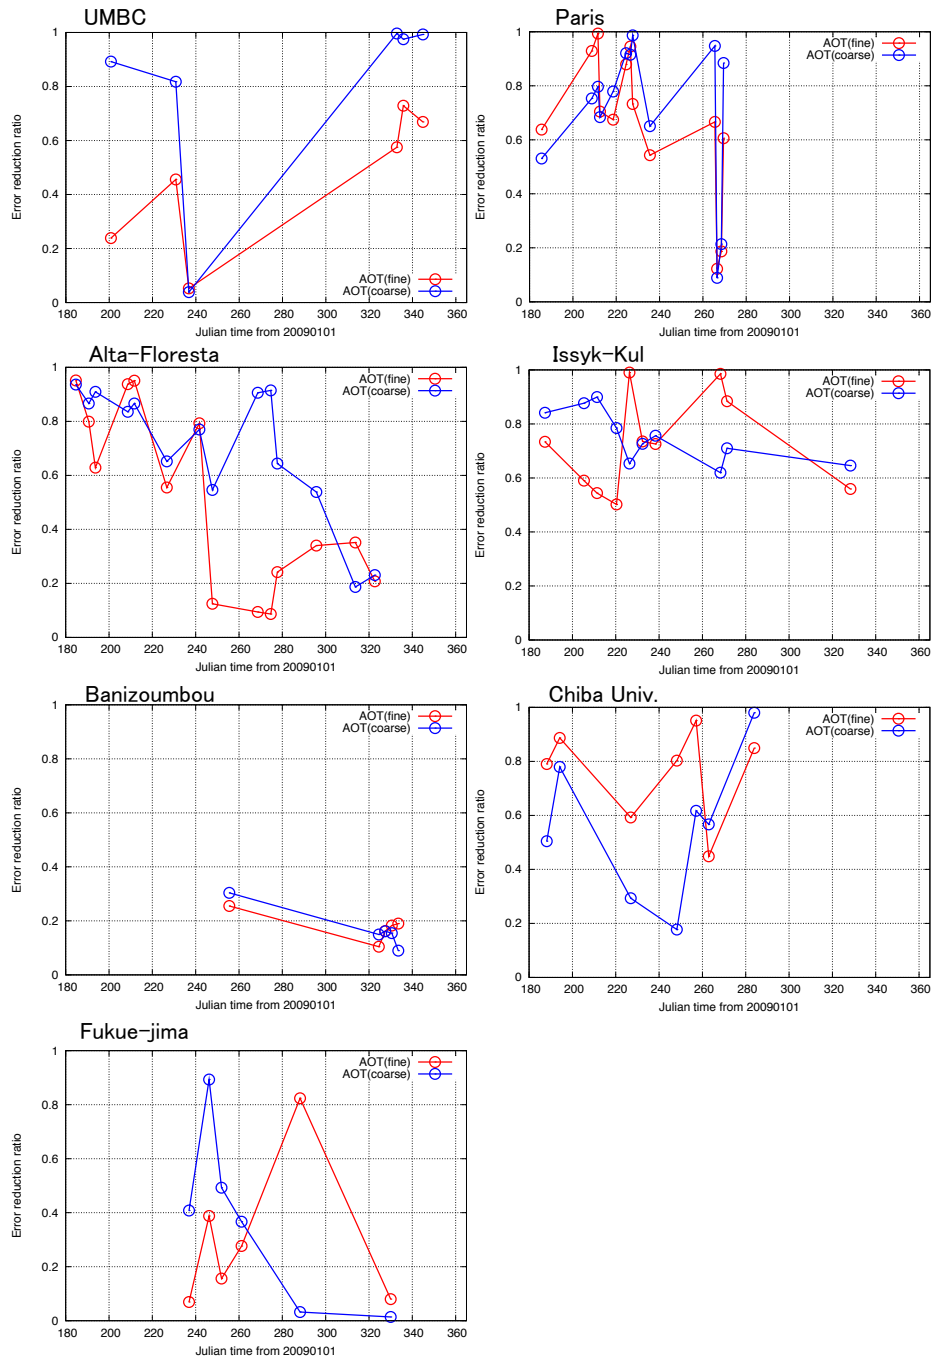 UMBC
1
0.8
0.6
0.4
0.2
0
Error reduction ratio
AOT(fine)
AOT(coarse)
180 200 220 240 260 280 300 320 340 360
Julian time from 20090101
Paris
1
0.8
0.6
0.4
0.2
0
Error reduction ratio
AOT(fine)
AOT(coarse)
180 200 220 240 260 280 300 320 340 360
Julian time from 20090101
Alta-Floresta
1
0.8
0.6
0.4
0.2
0
Error reduction ratio
AOT(fine)
AOT(coarse)
180 200 220 240 260 280 300 320 340 360
Julian time from 20090101
Issyk-Kul
1
0.8
0.6
0.4
0.2
0
Error reduction ratio
AOT(fine)
AOT(coarse)
180 200 220 240 260 280 300 320 340 360
Julian time from 20090101
Banizoumbou
1
0.8
0.6
0.4
0.2
0
Error reduction ratio
AOT(fine)
AOT(coarse)
180 200 220 240 260 280 300 320 340 360
Julian time from 20090101
Chiba Univ.
1
0.8
0.6
0.4
0.2
0
Error reduction ratio
AOT(fine)
AOT(coarse)
180 200 220 240 260 280 300 320 340 360
Julian time from 20090101
Fukue-jima
1
0.8
0.6
0.4
0.2
0
Error reduction ratio
AOT(fine)
AOT(coarse)
180 200 220 240 260 280 300 320 340 360
Julian time from 20090101